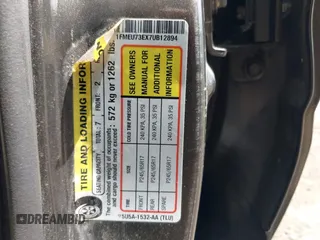 1FMEU73EX7UB12894
TIRE AND LOADING INFOR
SEATING CAPACITY TOTAL 7 FRONT 2
The combined weight of occupants
and cargo should never exceed 572 kg or 1262 lbs.
SIZE COLD TIRE PRESSURE
FRONT P245/65R17 240 KPA, 35 PSI
REAR P245/65R17 240 KPA, 35 PSI
SPARE P245/65R17 240 KPA, 35 PSI
SEE OWNERS
MANUAL FOR
ADDITIONAL
INFORMATION
5U5A-1532-AA (TLU)
DREAMBID